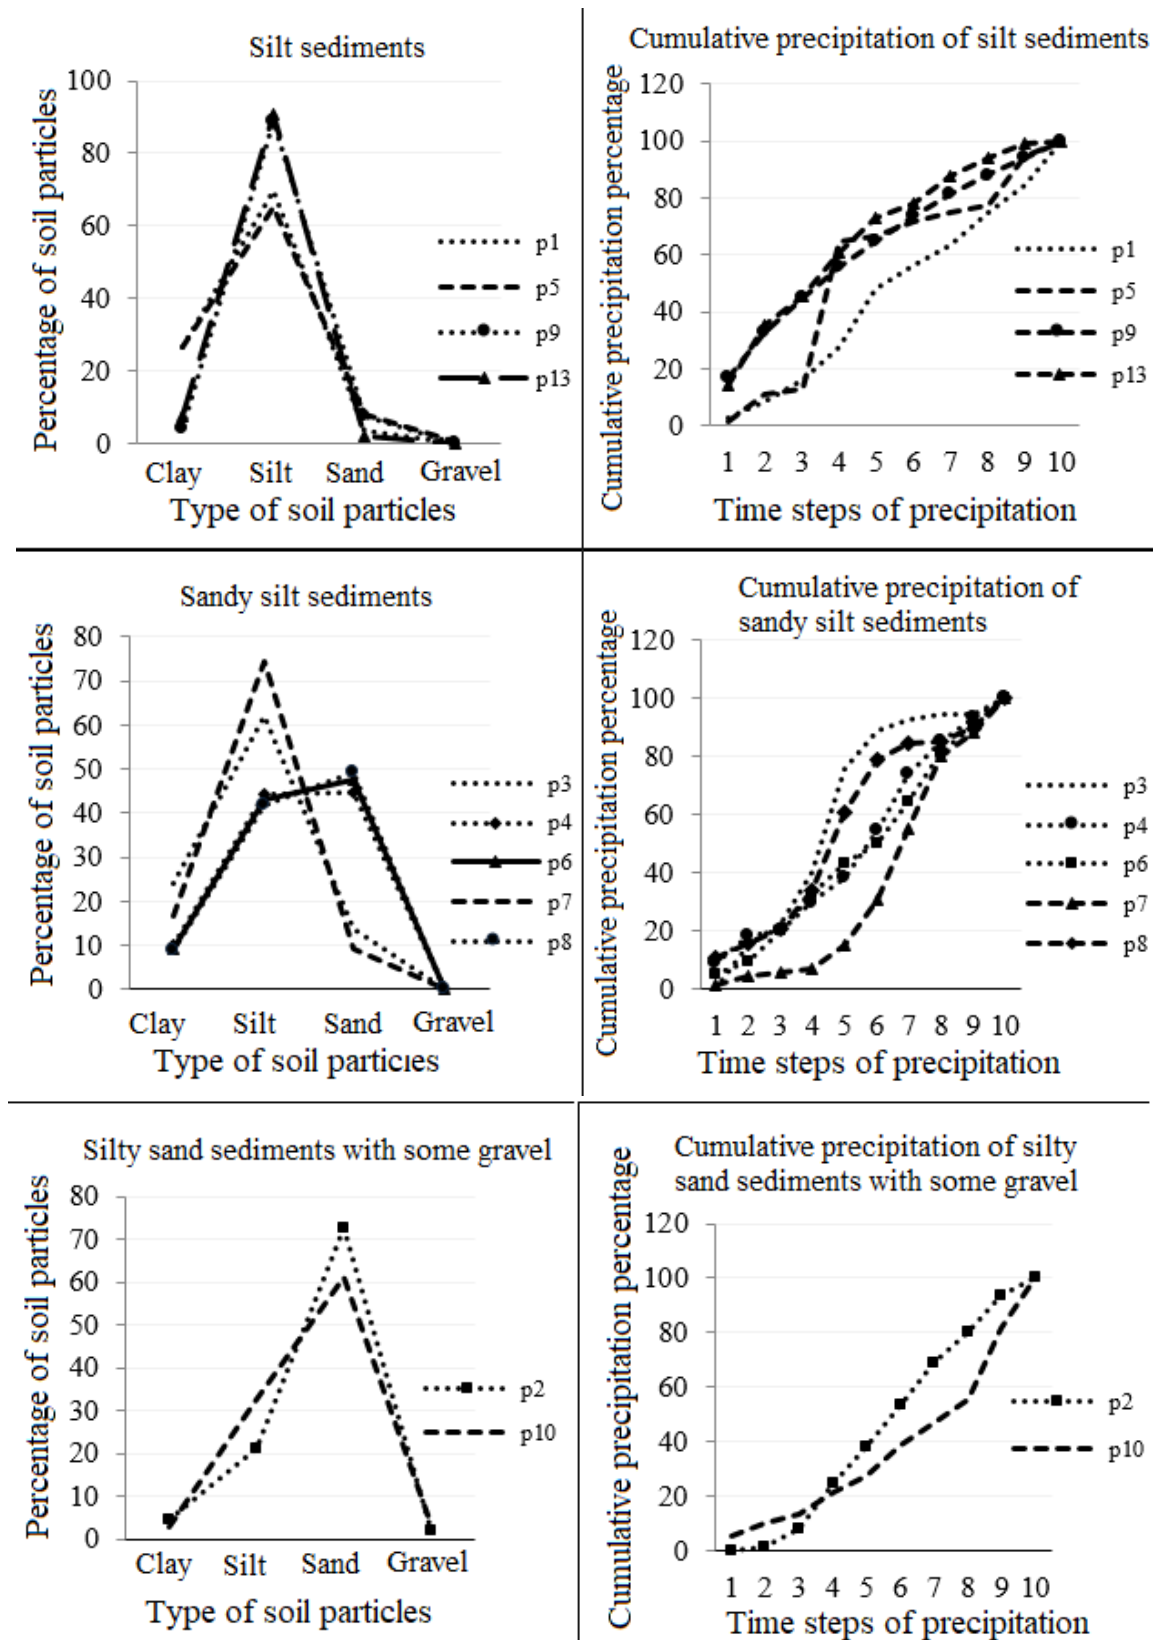 Silt sediments
Percentage of soil particles
100
80
60
40
20
0
Clay Silt Sand Gravel
Type of soil particles
p1
p5
p9
p13
Cumulative precipitation of silt sediments
Cumulative precipitation percentage
120
100
80
60
40
20
0
1 2 3 4 5 6 7 8 9 10
Time steps of precipitation
p1
p5
p9
p13
Sandy silt sediments
Percentage of soil particles
80
70
60
50
40
30
20
10
0
Clay Silt Sand Gravel
Type of soil particles
p3
p4
p6
p7
p8
Cumulative precipitation of
sandy silt sediments
Cumulative precipitation percentage
120
100
80
60
40
20
0
1 2 3 4 5 6 7 8 9 10
Time steps of precipitation
p3
p4
p6
p7
p8
Silty sand sediments with some gravel
Percentage of soil particles
80
70
60
50
40
30
20
10
0
Clay Silt Sand Gravel
Type of soil particles
p2
p10
Cumulative precipitation of silty
sand sediments with some gravel
Cumulative precipitation percentage
120
100
80
60
40
20
0
1 2 3 4 5 6 7 8 9 10
Time steps of precipitation
p2
p10